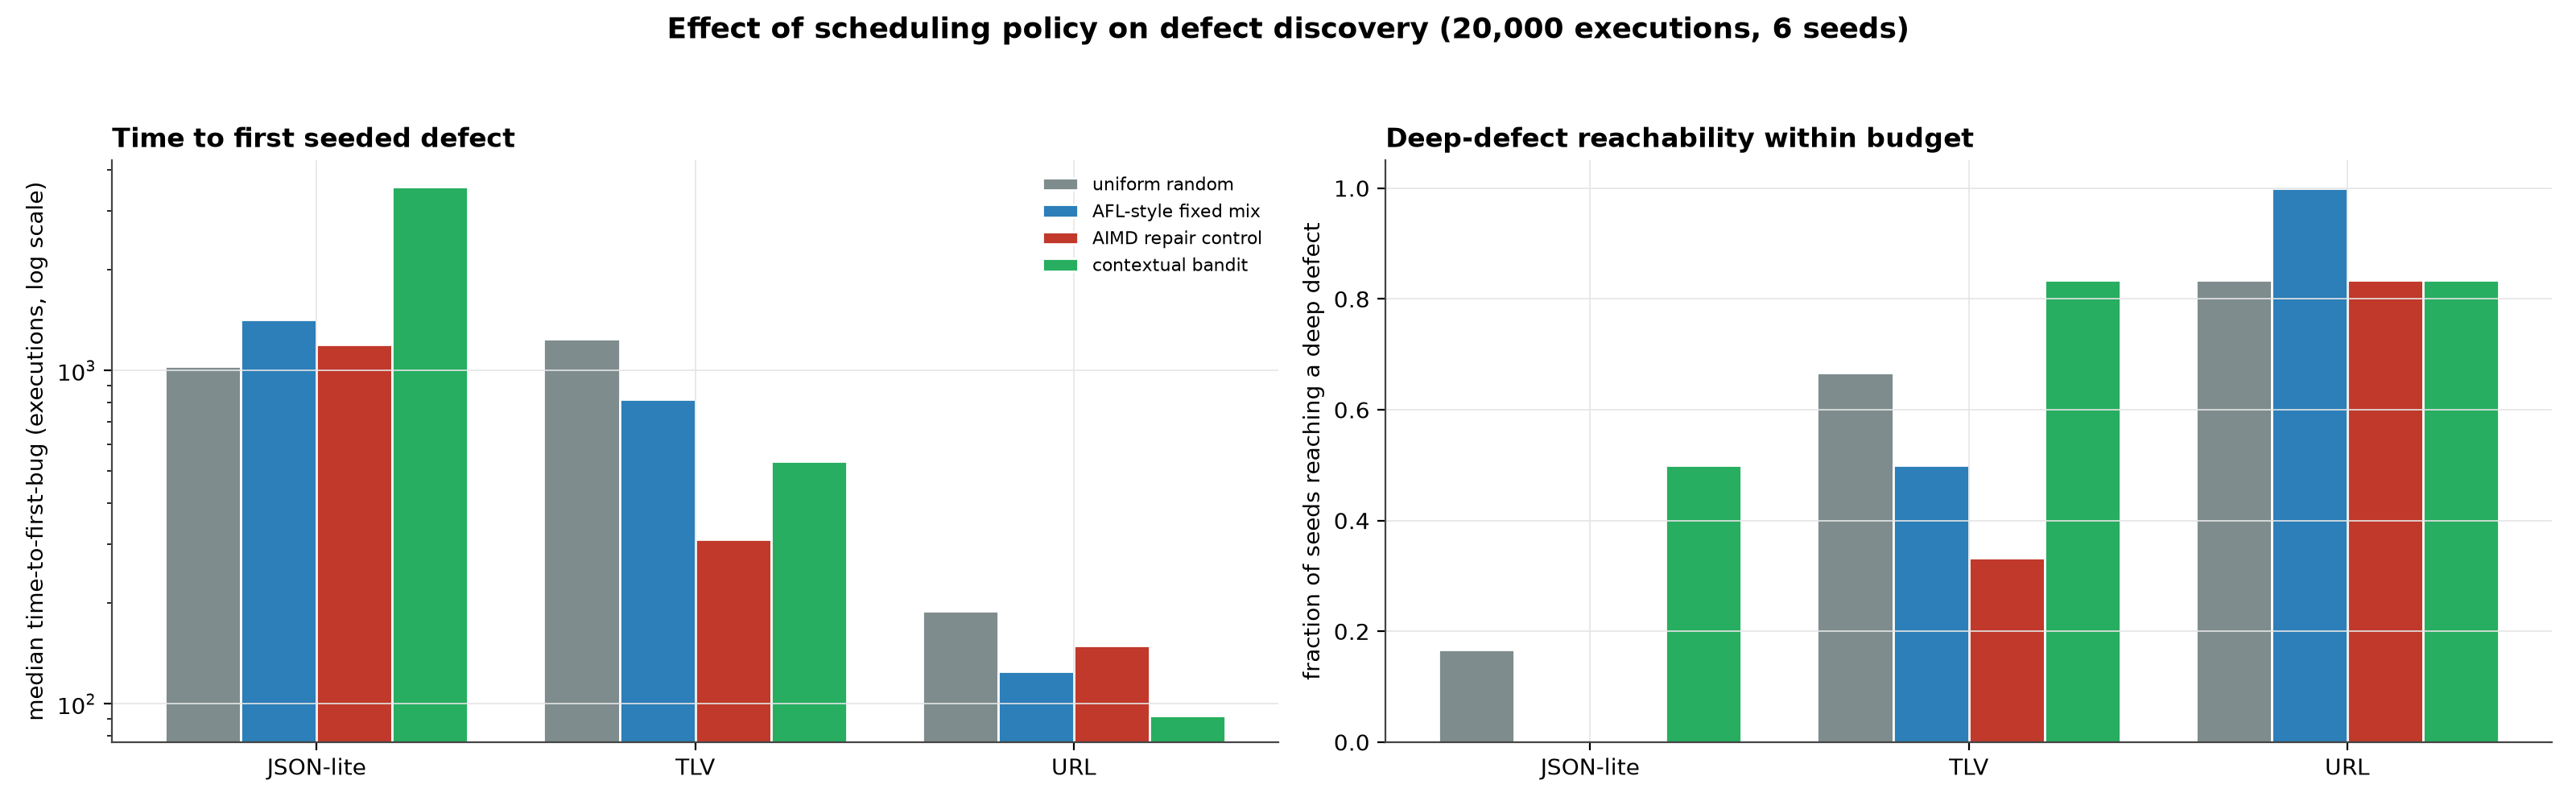 Effect of scheduling policy on defect discovery (20,000 executions, 6 seeds)
Time to first seeded defect
median time-to-first-bug (executions, log scale)
10³
10²
uniform random
AFL-style fixed mix
AIMD repair control
contextual bandit
JSON-lite
TLV
URL
Deep-defect reachability within budget
fraction of seeds reaching a deep defect
1.0
0.8
0.6
0.4
0.2
0.0
JSON-lite
TLV
URL